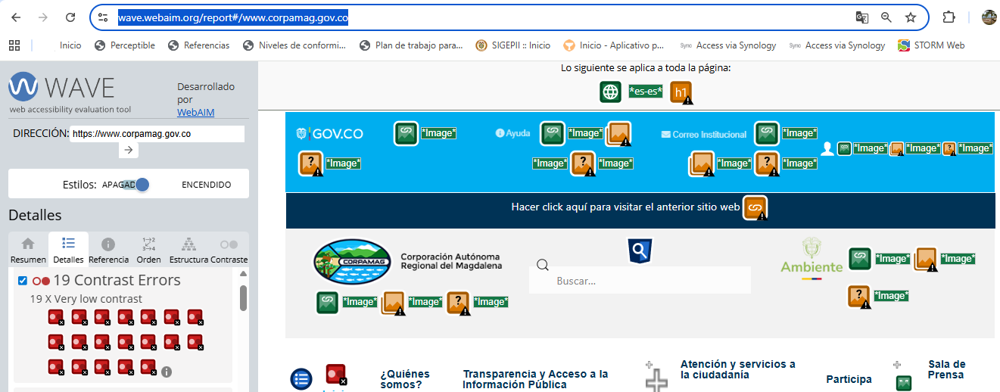 wave.webaim.org/report#/www.corpamag.gov.co
Inicio
Perceptible
Referencias
Niveles de conformi...
Plan de trabajo para...
SIGEPII :: Inicio
Inicio - Aplicativo p...
Sync Access via Synology
Sync Access via Synology
STORM Web
WAVE
web accessibility evaluation tool
Desarrollado
por
WebAIM
DIRECCIÓN: https://www.corpamag.gov.co
Estilos: APAGADO ENCENDIDO
Detalles
Resumen Detalles Referencia Orden Estructura Contraste
19 Contrast Errors
19 X Very low contrast
Lo siguiente se aplica a toda la página:
*es-es* h1
GOV.CO *Image*
*Image*
Ayuda *Image*
*Image* *Image*
Correo Institucional *Image*
*Image* *Image*
*Image* *Image* *Image*
Hacer click aquí para visitar el anterior sitio web
CORPAMAG
Corporación Autónoma
Regional del Magdalena
*Image* *Image* *Image*
Buscar...
Ambiente *Image* *Image*
*Image*
¿Quiénes
somos?
Transparencia y Acceso a la
Información Pública
Atención y servicios a
la ciudadanía
Participa
Sala de
Prensa